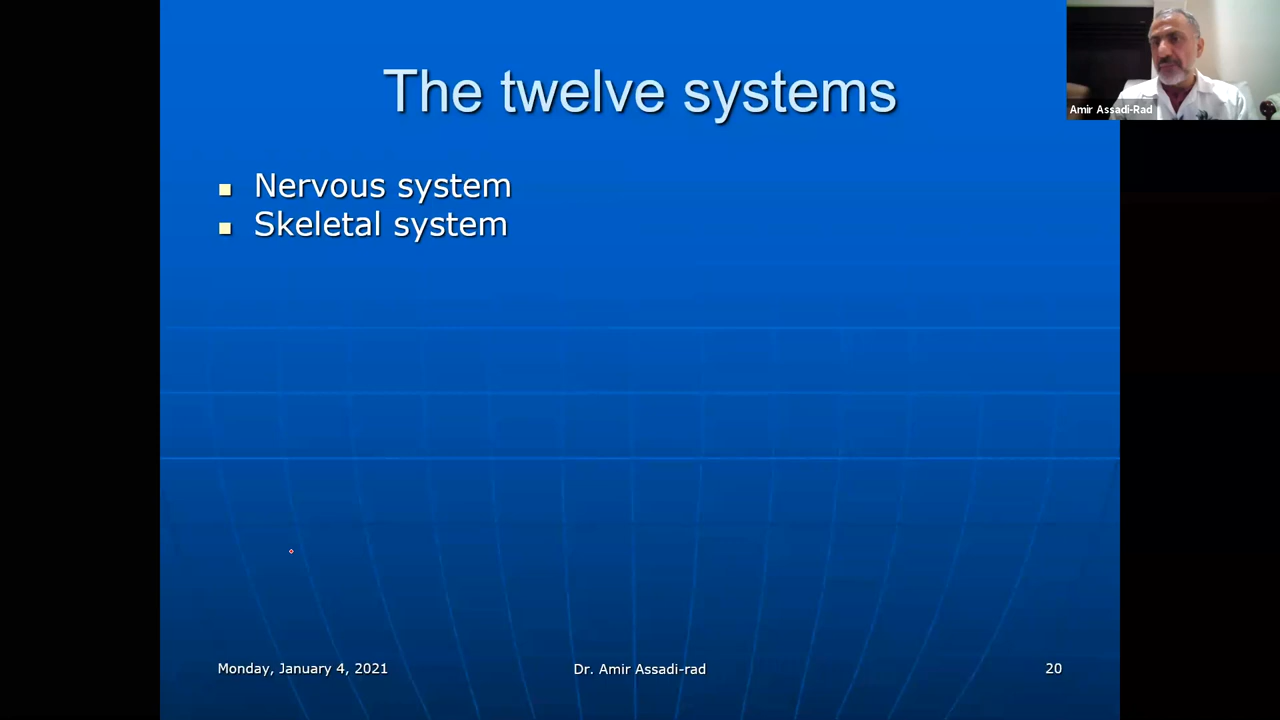 The twelve systems
Amir Assadi-Rad
Nervous system
Skeletal system
Monday, January 4, 2021
Dr. Amir Assadi-rad
20